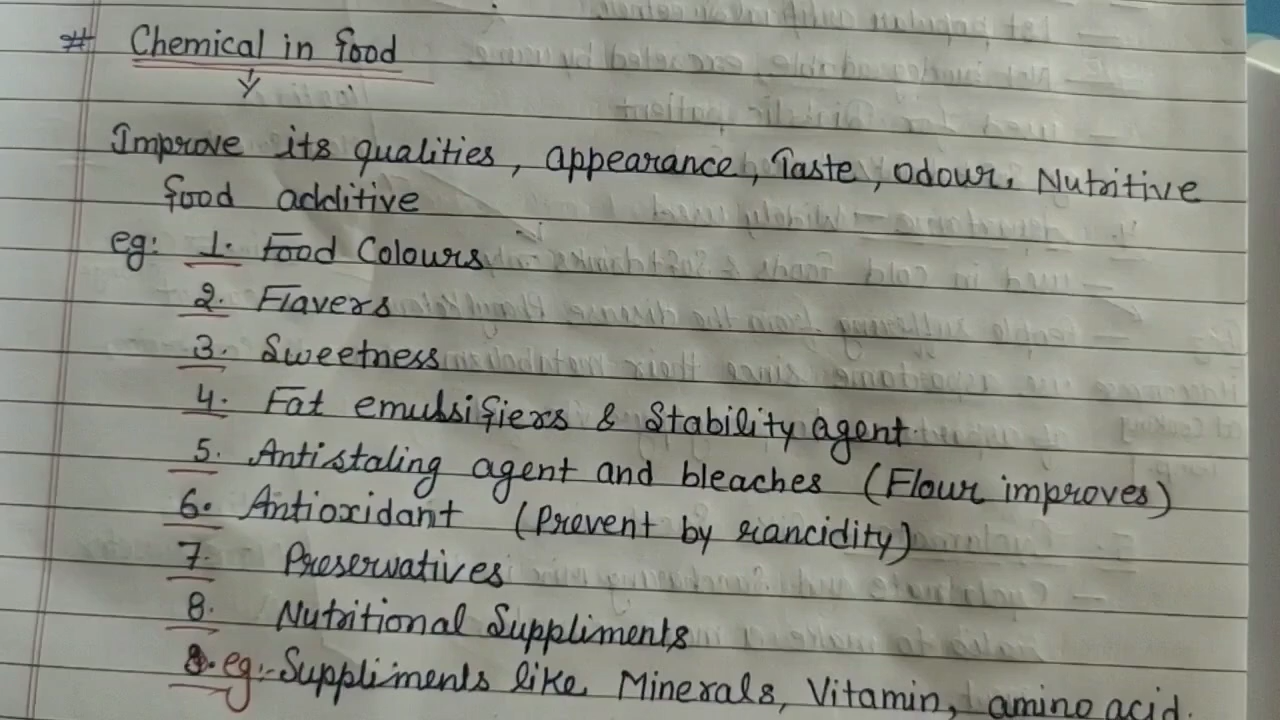 # Chemical in food
Improve its qualities, appearance, Taste, odour, Nutritive
food additive
eg: 1. Food Colours
2. Flavers
3. Sweetness
4. Fat emulsifiers & Stability agent.
5. Antistaling agent and bleaches (Flour improves)
6. Antioxidant (Prevent by rancidity)
7. Preservatives
8. Nutritional Suppliments
eg:- Suppliments like Minerals, Vitamin, amino acid.